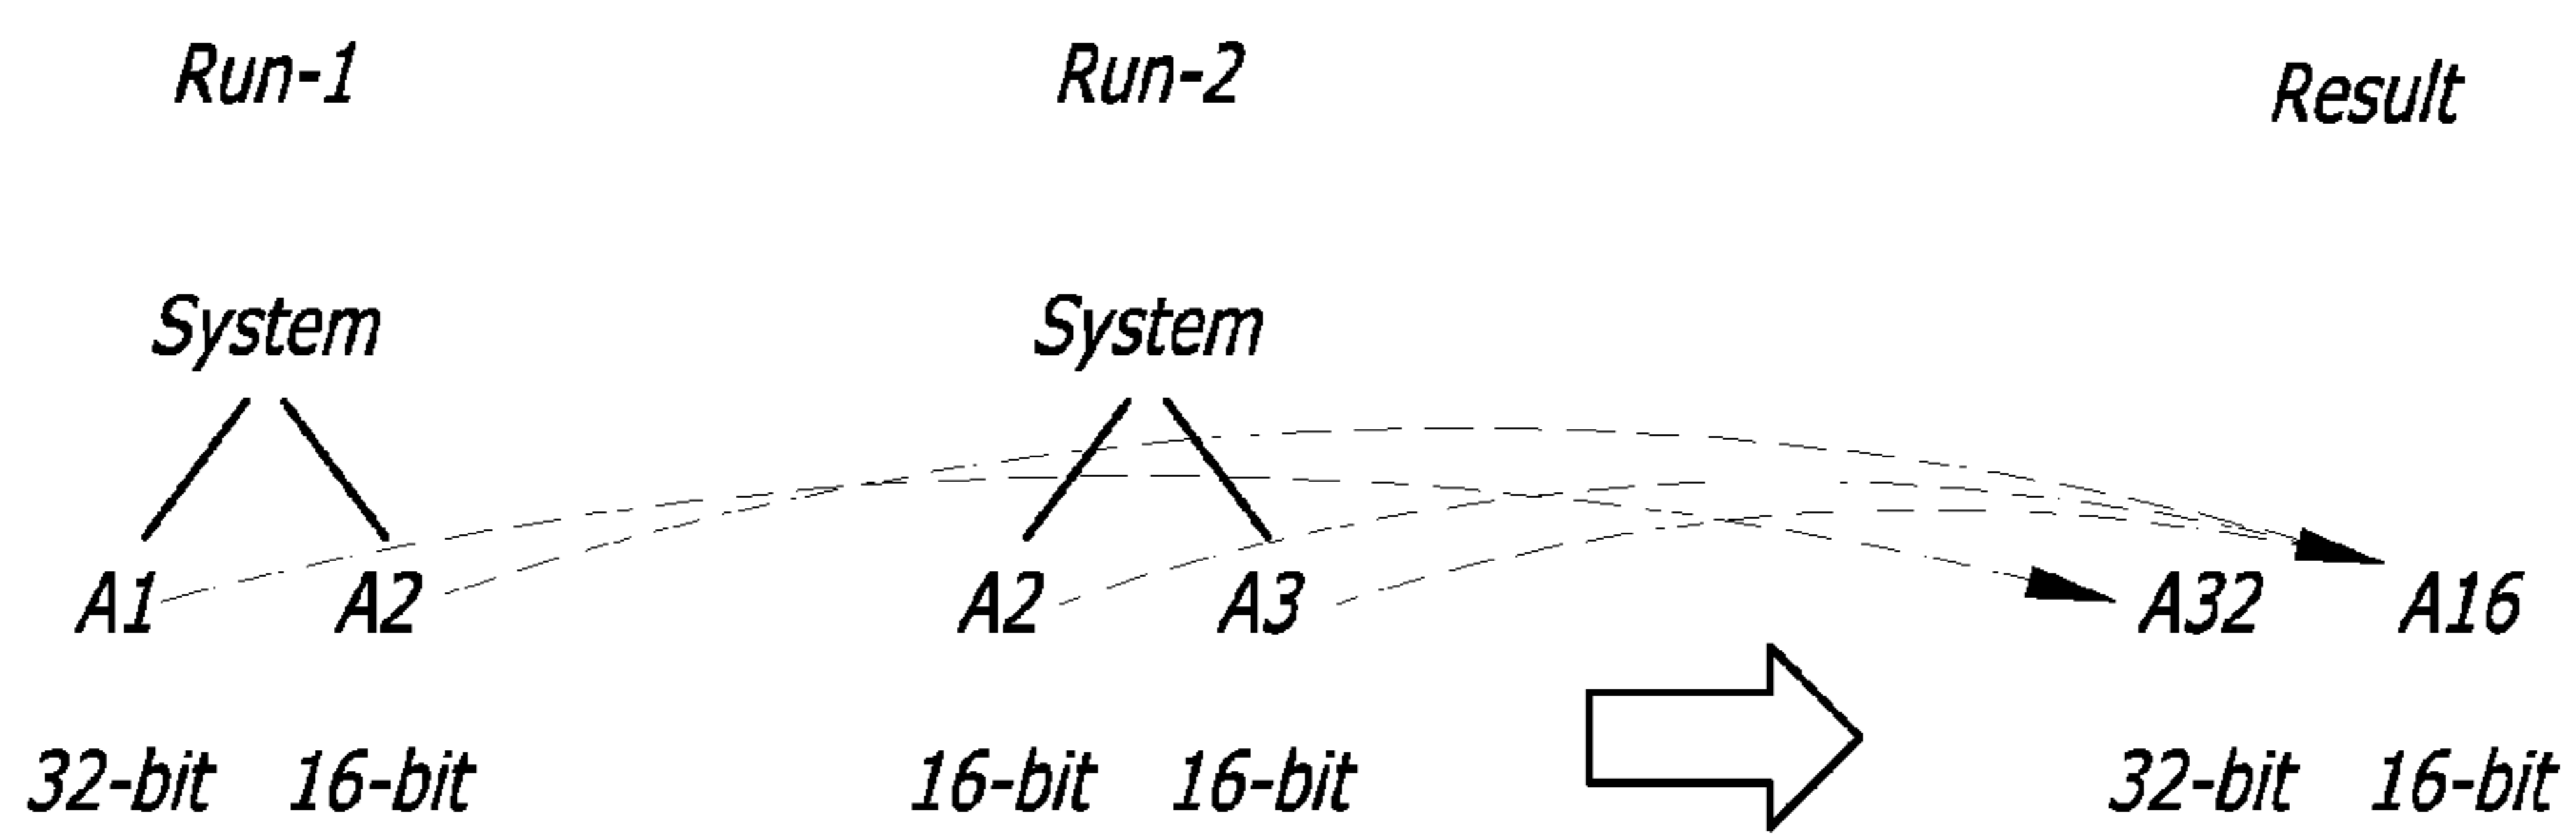 Run-1 Run-2 Result
System System
A1 A2 A2 A3 A32 A16
32-bit 16-bit 16-bit 16-bit 32-bit 16-bit